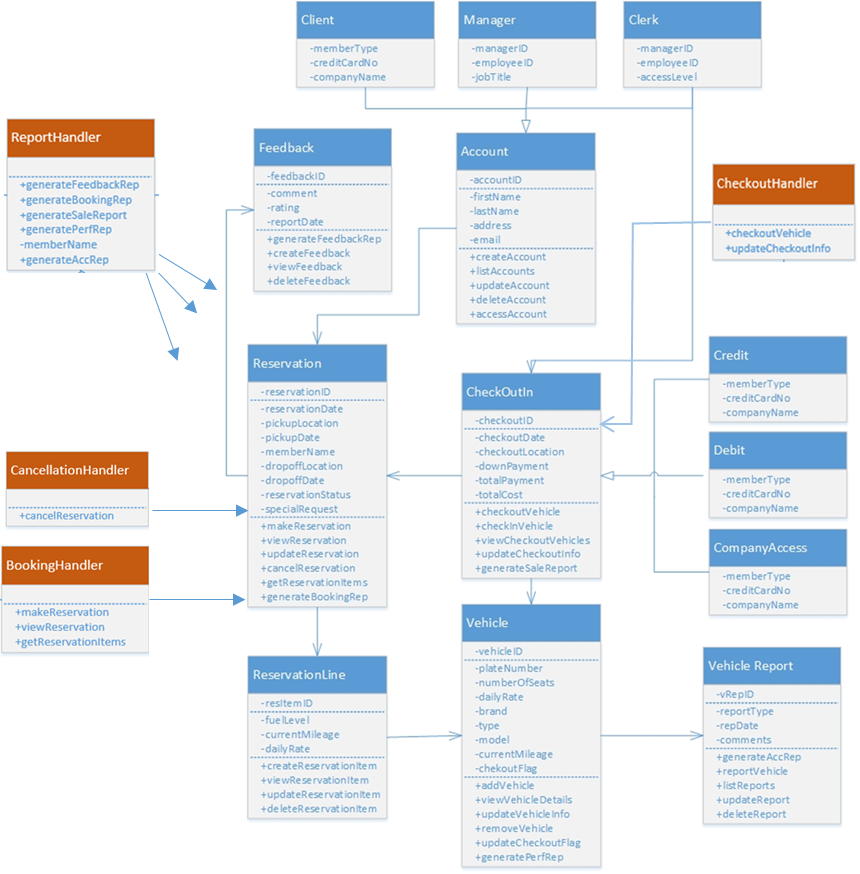 Client
-memberType
-creditCardNo
-companyName
Manager
-managerID
-employeeID
-jobTitle
Clerk
-managerID
-employeeID
-accessLevel
ReportHandler
+generateFeedbackRep
+generateBookingRep
+generateSaleReport
+generatePerfRep
-memberName
+generateAccRep
Feedback
-feedbackID
-comment
-rating
-reportDate
+generateFeedbackRep
+createFeedback
+viewFeedback
+deleteFeedback
Account
-accountID
-firstName
-lastName
-address
-email
+createAccount
+listAccounts
+updateAccount
+deleteAccount
+accessAccount
CheckoutHandler
+checkoutVehicle
+updateCheckoutInfo
Reservation
-reservationID
-reservationDate
-pickupLocation
-pickupDate
-memberName
-dropoffLocation
-dropoffDate
-reservationStatus
-specialRequest
+makeReservation
+viewReservation
+updateReservation
+cancelReservation
+getReservationItems
+generateBookingRep
CheckOutIn
-checkoutID
-checkoutDate
-checkoutLocation
-downPayment
-totalPayment
-totalCost
+checkoutVehicle
+checkInVehicle
+viewCheckoutVehicles
+updateCheckoutInfo
+generateSaleReport
Credit
-memberType
-creditCardNo
-companyName
Debit
-memberType
-creditCardNo
-companyName
CompanyAccess
-memberType
-creditCardNo
-companyName
CancellationHandler
+cancelReservation
BookingHandler
+makeReservation
+viewReservation
+getReservationItems
ReservationLine
-resItemID
-fuelLevel
-currentMileage
-dailyRate
+createReservationItem
+viewReservationItem
+updateReservationItem
+deleteReservationItem
Vehicle
-vehicleID
-plateNumber
-numberOfSeats
-dailyRate
-brand
-type
-model
-currentMileage
-chekoutFlag
+addVehicle
+viewVehicleDetails
+updateVehicleInfo
+removeVehicle
+updateCheckoutFlag
+generatePerfRep
Vehicle Report
-vRepID
-reportType
-repDate
-comments
+generateAccRep
+reportVehicle
+listReports
+updateReport
+deleteReport